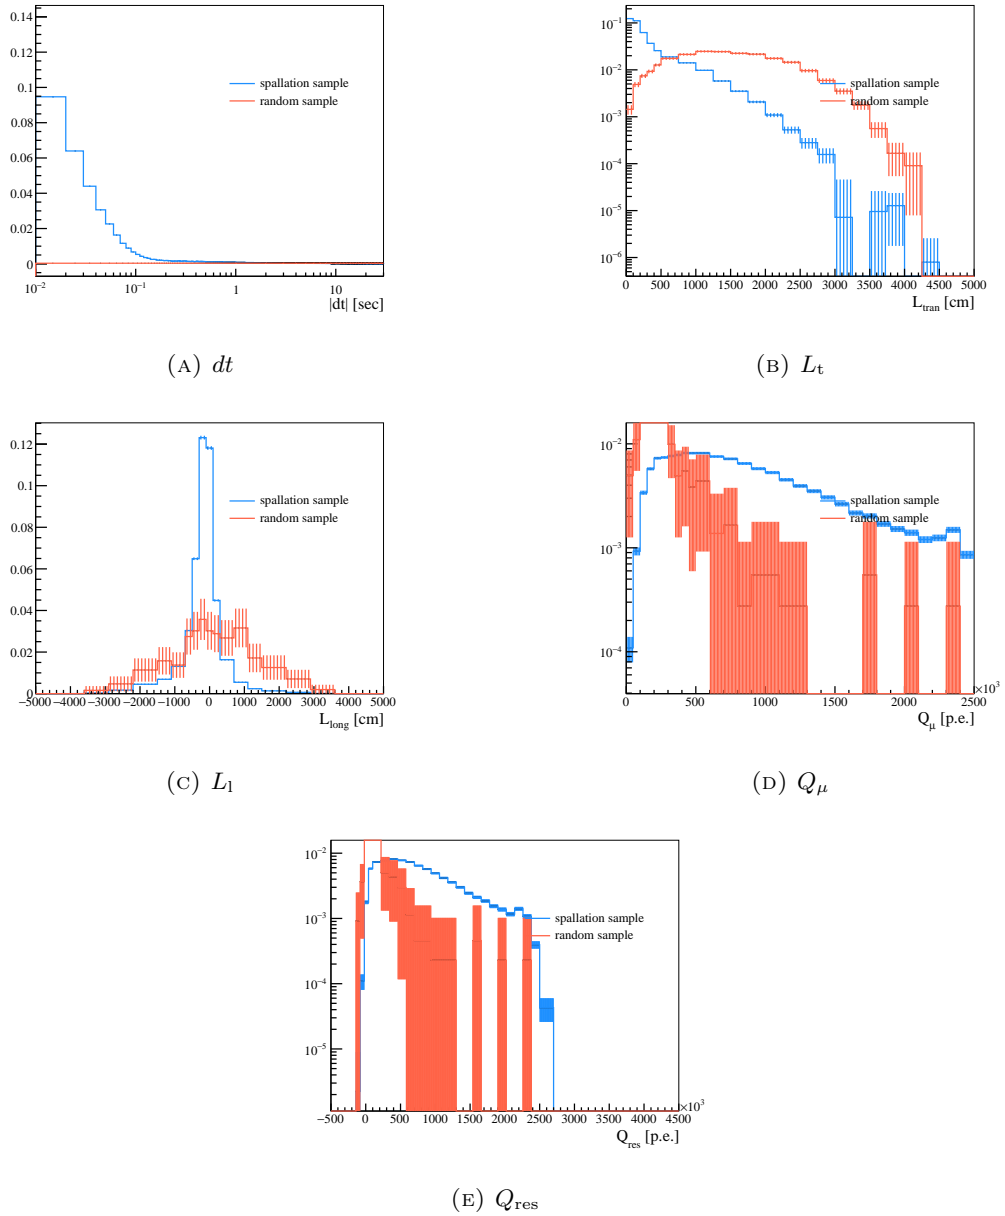 0.14
0.12
0.1
0.08
0.06
0.04
0.02
0
10⁻²
10⁻¹
1
10
|dt| [sec]
spallation sample
random sample
(A) dt
10⁻¹
10⁻²
10⁻³
10⁻⁴
10⁻⁵
10⁻⁶
0 500 1000 1500 2000 2500 3000 3500 4000 4500 5000
L_tran [cm]
spallation sample
random sample
(B) L_t
0.12
0.1
0.08
0.06
0.04
0.02
0
−5000 −4000 −3000 −2000 −1000 0 1000 2000 3000 4000 5000
L_long [cm]
spallation sample
random sample
(C) L_l
10⁻²
10⁻³
10⁻⁴
0 500 1000 1500 2000 2500
×10³
Q_μ [p.e.]
spallation sample
random sample
(D) Q_μ
10⁻²
10⁻³
10⁻⁴
10⁻⁵
−500 0 500 1000 1500 2000 2500 3000 3500 4000 4500
×10³
Q_res [p.e.]
spallation sample
random sample
(E) Q_res